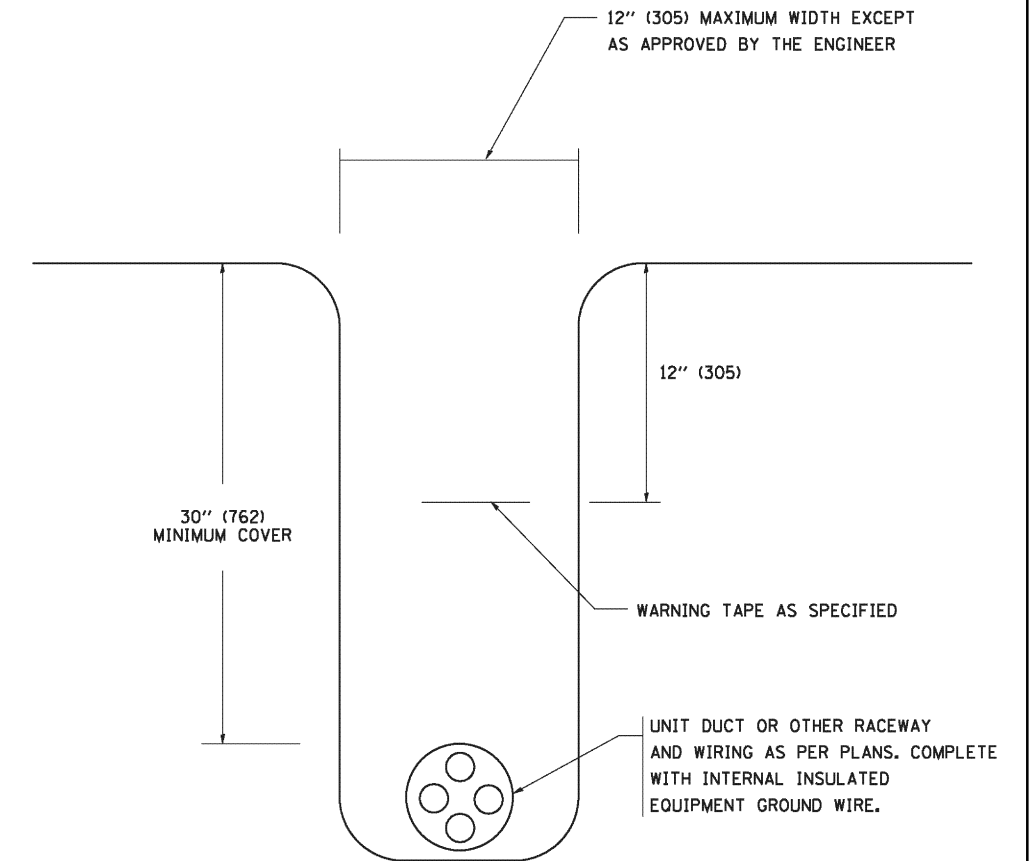 12" (305) MAXIMUM WIDTH EXCEPT
AS APPROVED BY THE ENGINEER
12" (305)
30" (762)
MINIMUM COVER
WARNING TAPE AS SPECIFIED
UNIT DUCT OR OTHER RACEWAY
AND WIRING AS PER PLANS. COMPLETE
WITH INTERNAL INSULATED
EQUIPMENT GROUND WIRE.